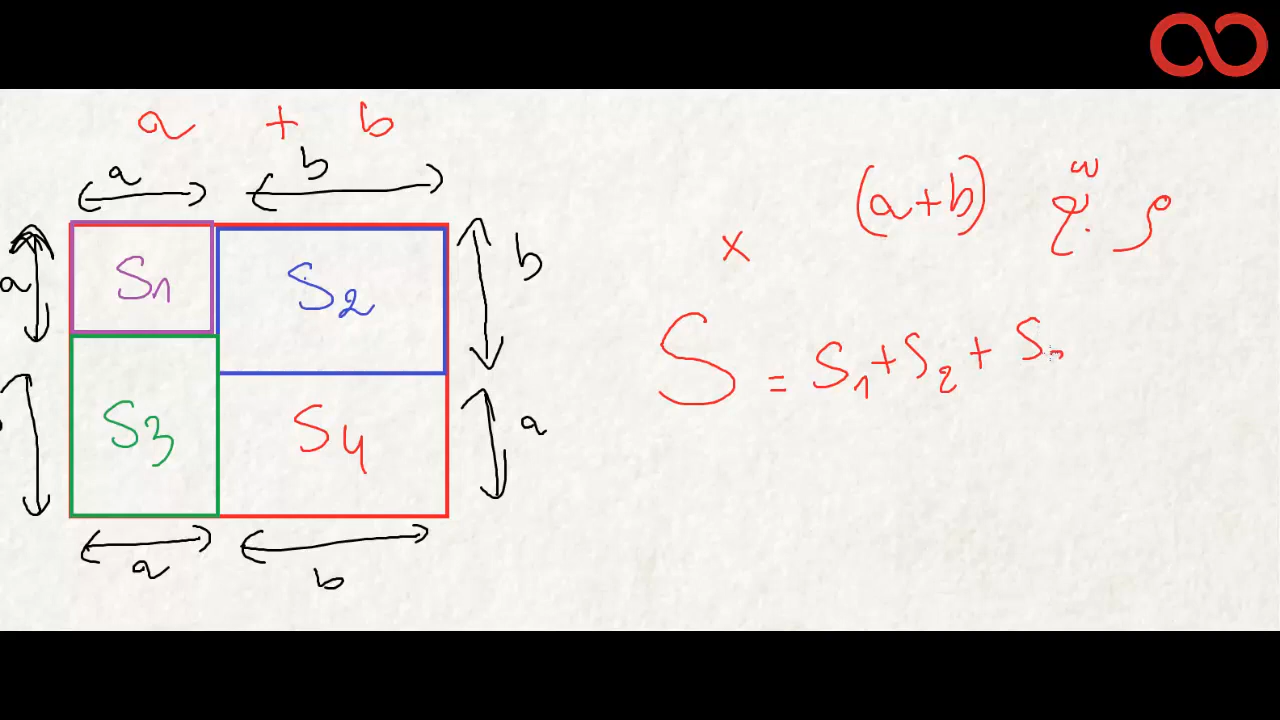 a + b
a b
a S1 S2 b
S3 S4 a
a b
(a+b)
x
S = S1 + S2 + S